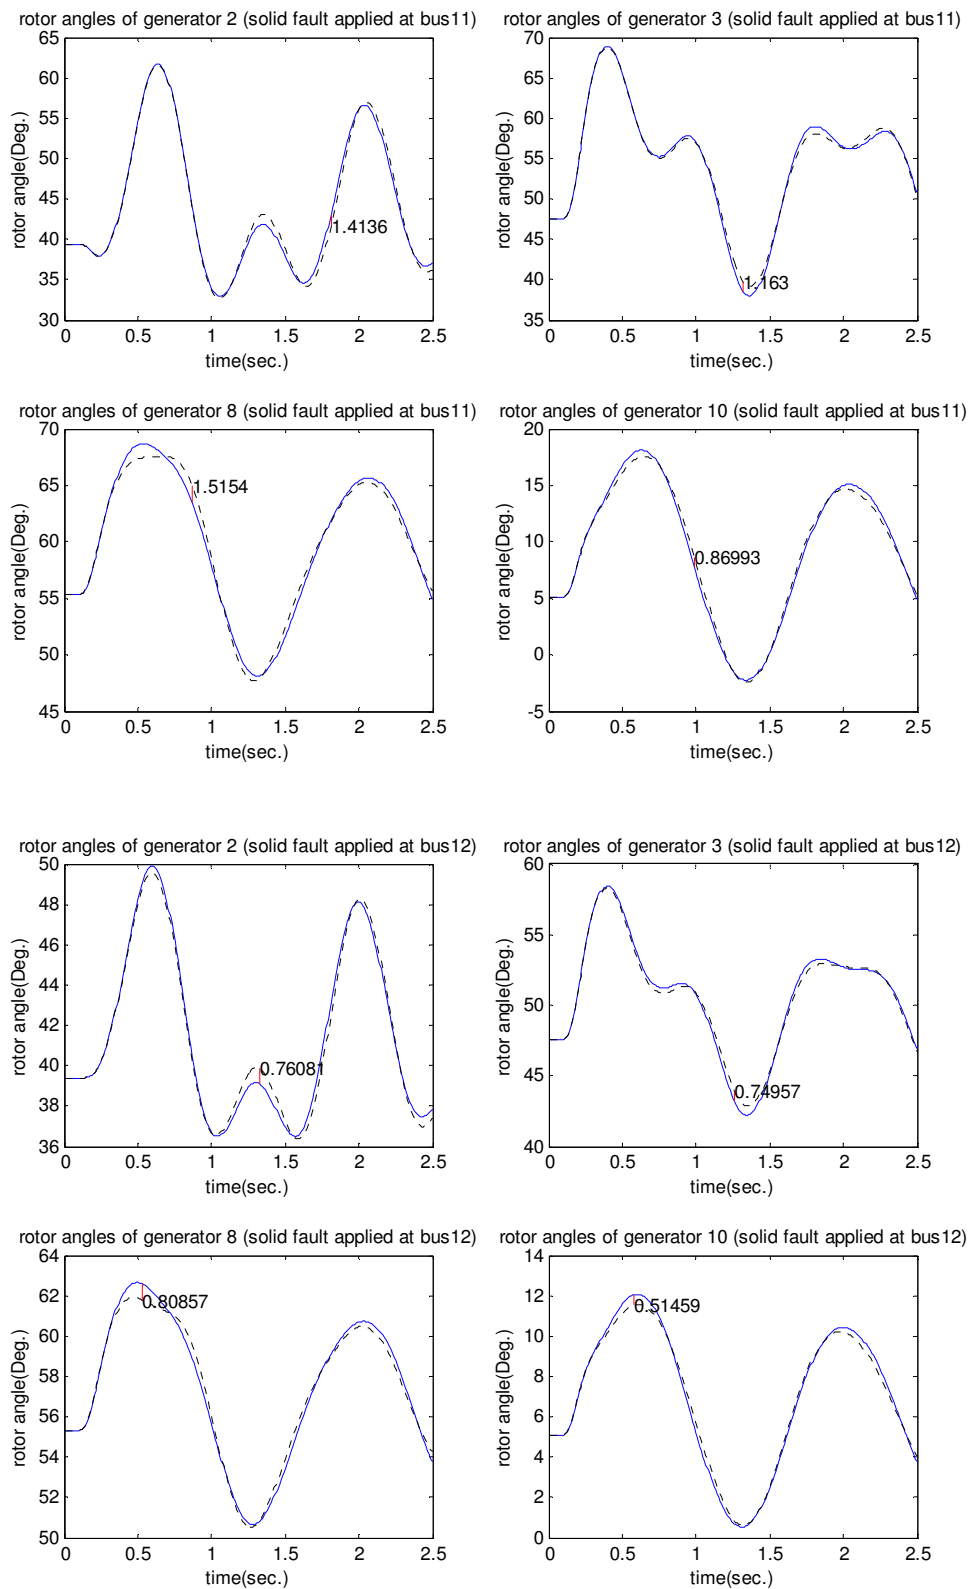 rotor angles of generator 2 (solid fault applied at bus11)
65
60
55
50
45
40
35
30
rotor angle(Deg.)
1.4136
0 0.5 1 1.5 2 2.5
time(sec.)
rotor angles of generator 3 (solid fault applied at bus11)
70
65
60
55
50
45
40
35
rotor angle(Deg.)
1.163
0 0.5 1 1.5 2 2.5
time(sec.)
rotor angles of generator 8 (solid fault applied at bus11)
70
65
60
55
50
45
rotor angle(Deg.)
1.5154
0 0.5 1 1.5 2 2.5
time(sec.)
rotor angles of generator 10 (solid fault applied at bus11)
20
15
10
5
0
-5
rotor angle(Deg.)
0.86993
0 0.5 1 1.5 2 2.5
time(sec.)
rotor angles of generator 2 (solid fault applied at bus12)
50
48
46
44
42
40
38
36
rotor angle(Deg.)
0.76081
0 0.5 1 1.5 2 2.5
time(sec.)
rotor angles of generator 3 (solid fault applied at bus12)
60
55
50
45
40
rotor angle(Deg.)
0.74957
0 0.5 1 1.5 2 2.5
time(sec.)
rotor angles of generator 8 (solid fault applied at bus12)
64
62
60
58
56
54
52
50
rotor angle(Deg.)
0.80857
0 0.5 1 1.5 2 2.5
time(sec.)
rotor angles of generator 10 (solid fault applied at bus12)
14
12
10
8
6
4
2
0
rotor angle(Deg.)
0.51459
0 0.5 1 1.5 2 2.5
time(sec.)